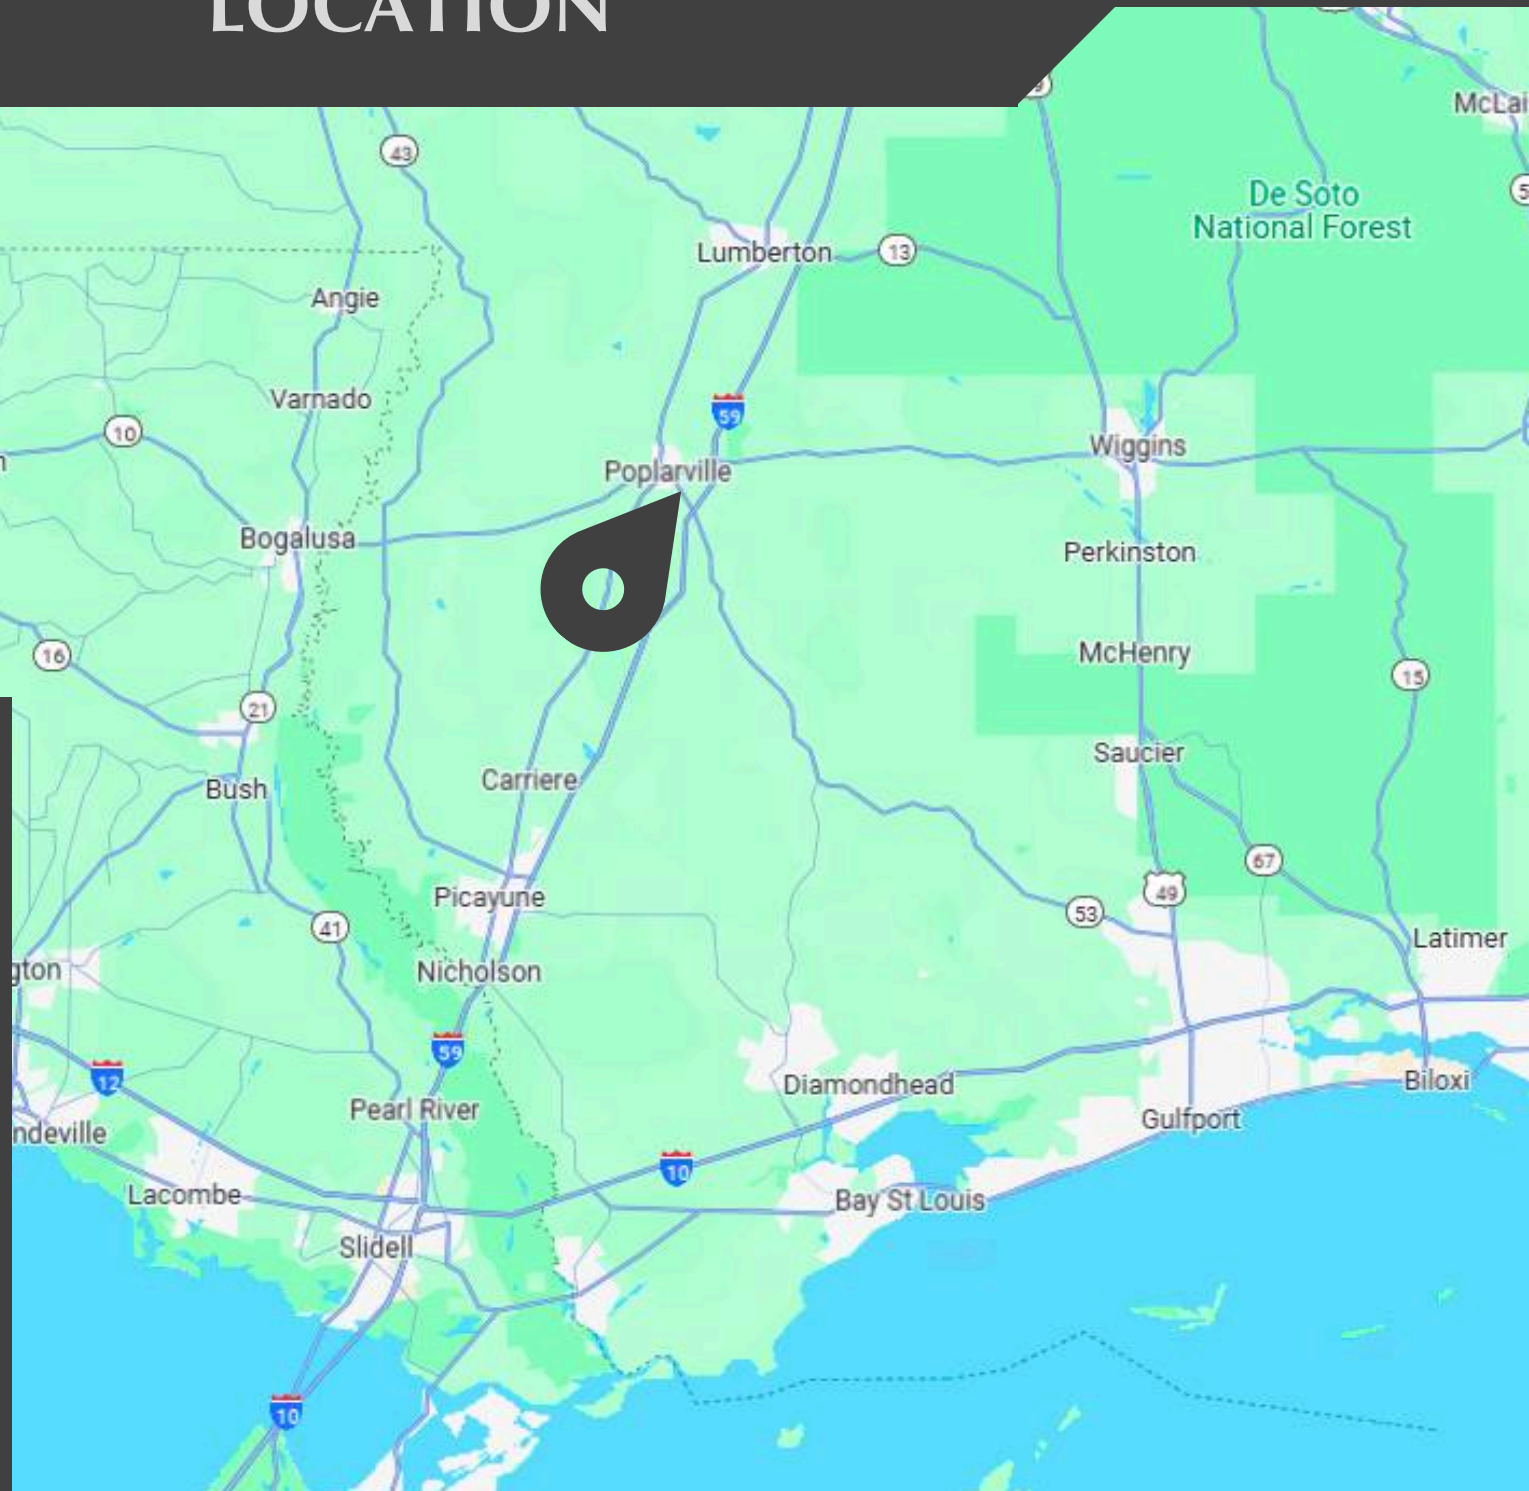 LOCATION
McLai
43
De Soto
National Forest
5
Lumberton
13
Angie
Varnado
59
10
Poplarville
Wiggins
Bogalusa
Perkinston
16
McHenry
15
21
Saucier
Carriere
Bush
67
49
Picayune
53
41
Latimer
gton
Nicholson
59
12
Diamondhead
Biloxi
Pearl River
Gulfport
ndeville
10
Lacombe
Bay St Louis
Slidell
10